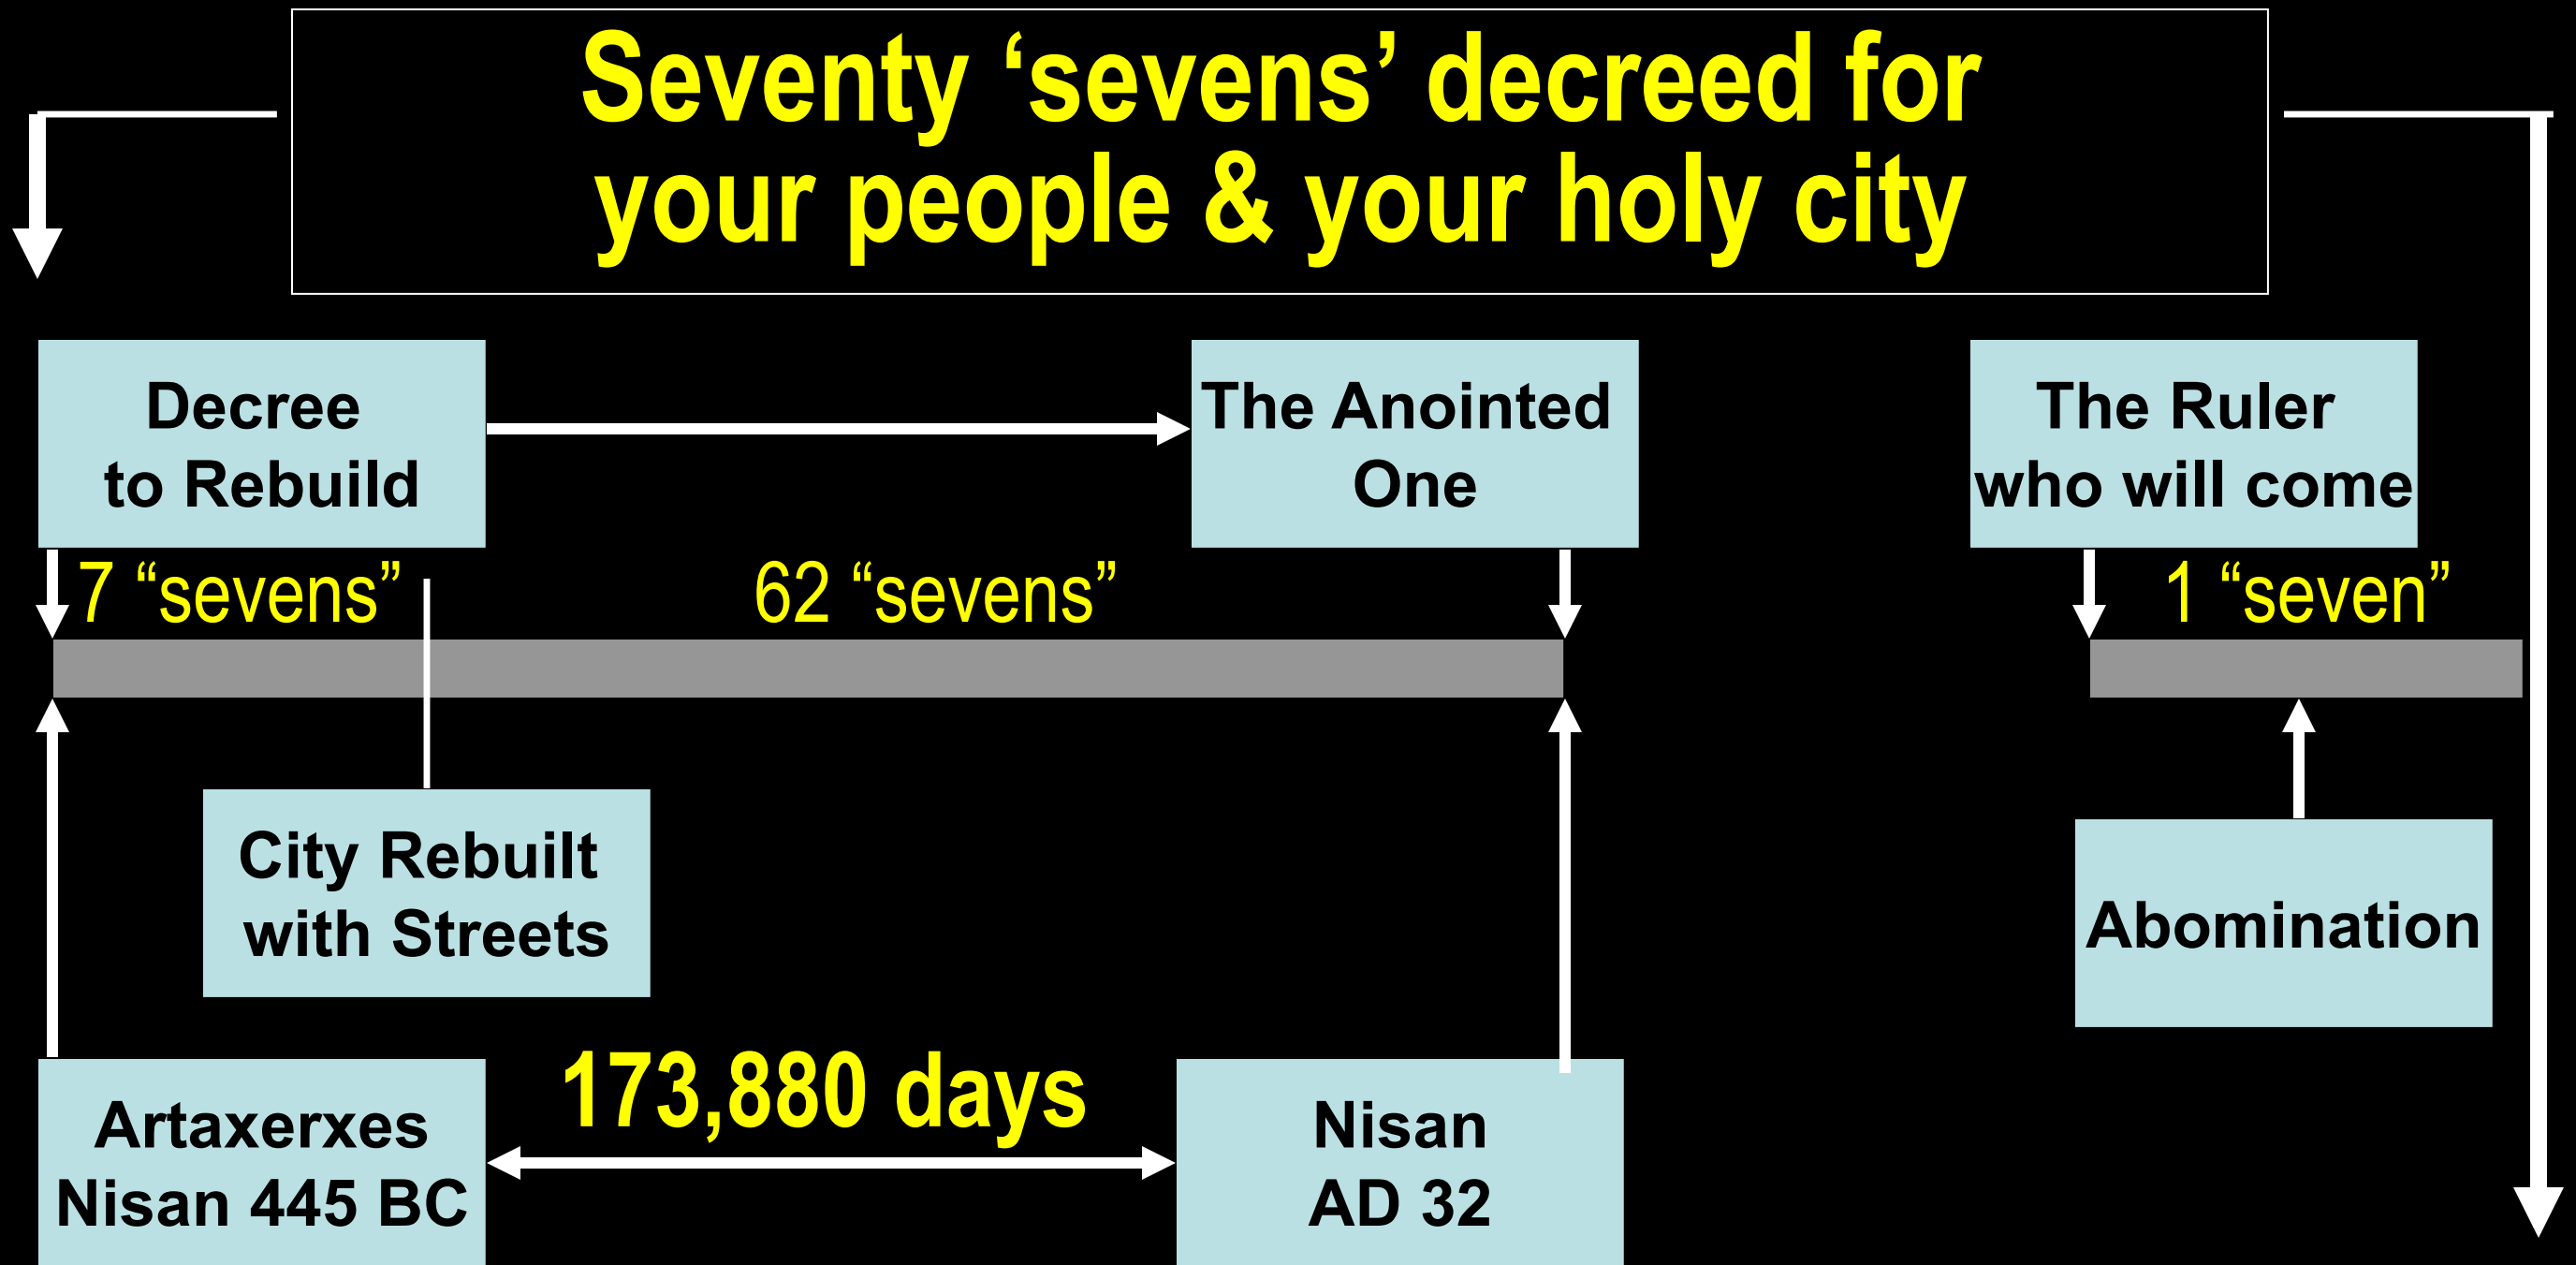 Seventy ‘sevens’ decreed for
your people & your holy city
Decree
to Rebuild
The Anointed
One
The Ruler
who will come
7 “sevens”
62 “sevens”
1 “seven”
City Rebuilt
with Streets
Abomination
Artaxerxes
Nisan 445 BC
173,880 days
Nisan
AD 32